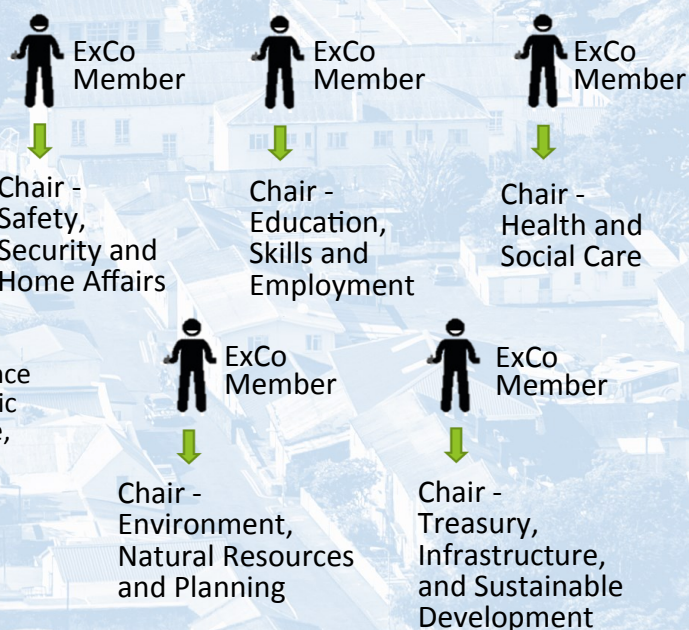 ExCo
Member
ExCo
Member
ExCo
Member
Chair -
Safety,
Security and
Home Affairs
Chair -
Education,
Skills and
Employment
Chair -
Health and
Social Care
ExCo
Member
ExCo
Member
Chair -
Environment,
Natural Resources
and Planning
Chair -
Treasury,
Infrastructure,
and Sustainable
Development